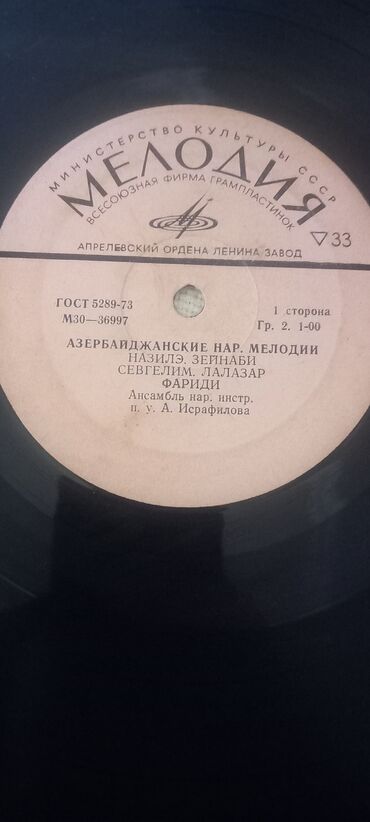 МИНИСТЕРСТВО КУЛЬТУРЫ СССР
МЕЛОДИЯ
ВСЕСОЮЗНАЯ ФИРМА ГРАМПЛАСТИНОК
▽33
АПРЕЛЕВСКИЙ ОРДЕНА ЛЕНИНА ЗАВОД
ГОСТ 5289-73
М30—36997
1 сторона
Гр. 2. 1-00
АЗЕРБАЙДЖАНСКИЕ НАР. МЕЛОДИИ
НАЗИЛЭ. ЗЕЙНАБИ
СЕВГЕЛИМ. ЛАЛАЗАР
ФАРИДИ
Ансамбль нар. инстр.
п. у. А. Исрафилова